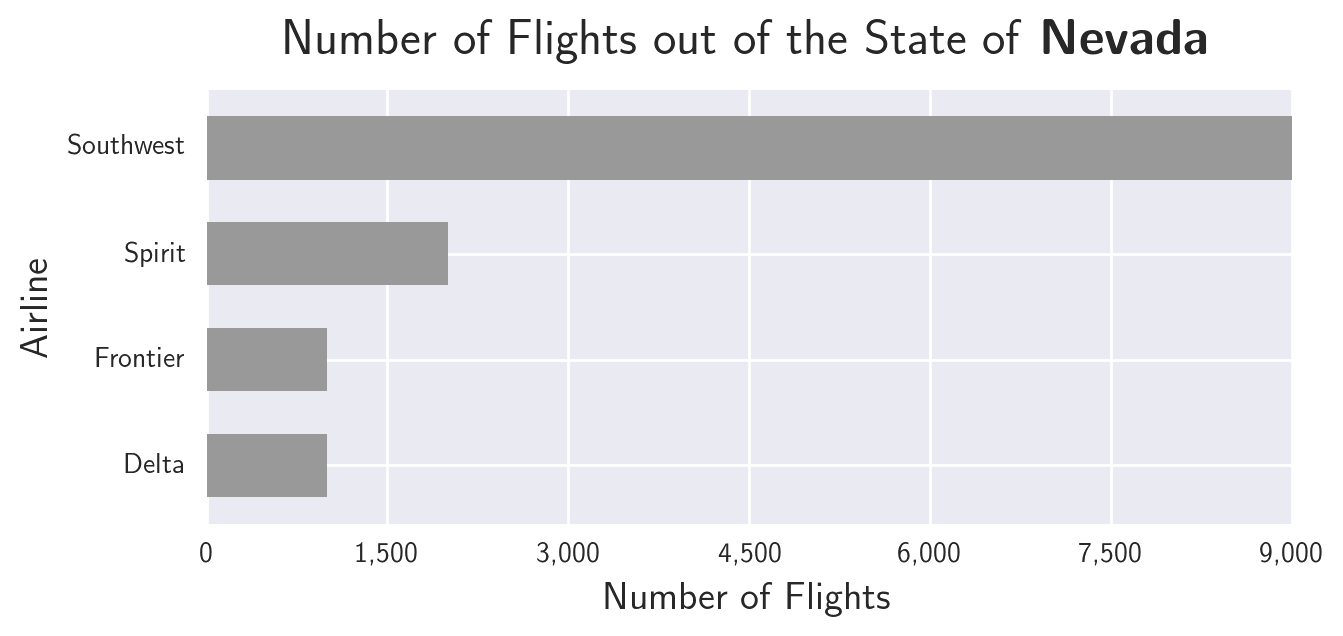 Number of Flights out of the State of Nevada
Southwest
Spirit
Frontier
Delta
Airline
0 1,500 3,000 4,500 6,000 7,500 9,000
Number of Flights